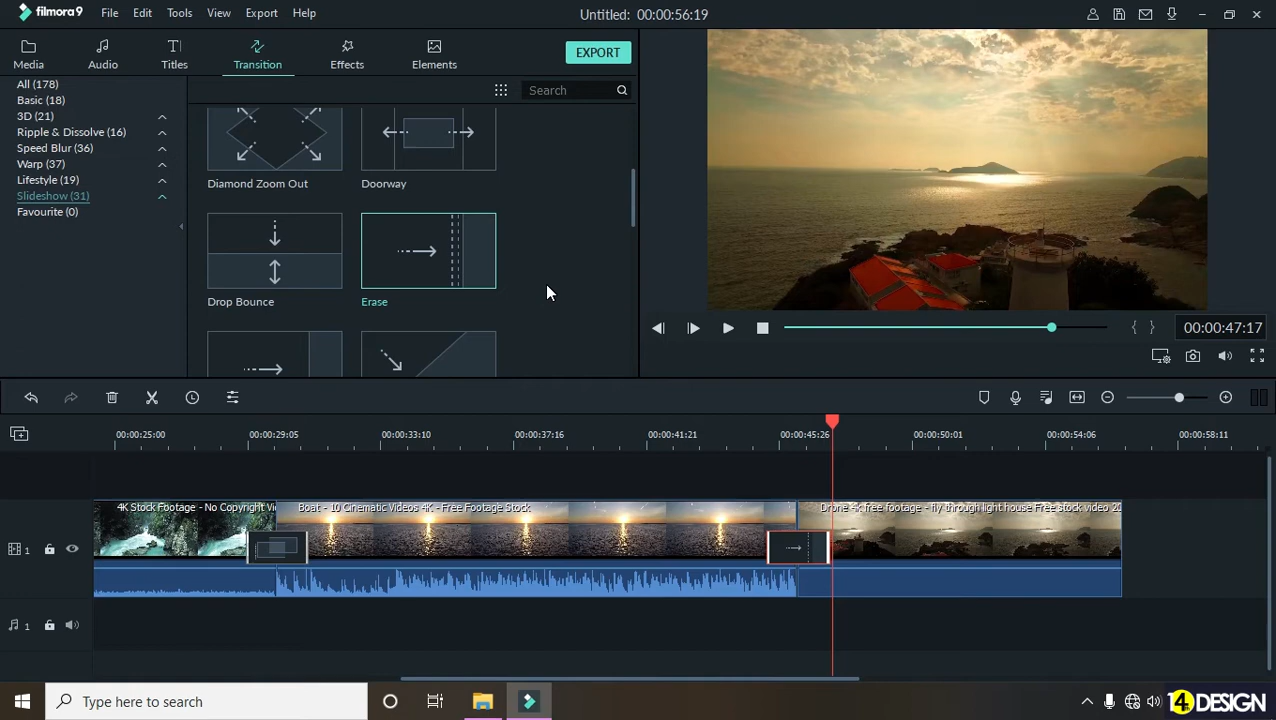 filmora9
File
Edit
Tools
View
Export
Help
Untitled: 00:00:56:19
Media
Audio
Titles
Transition
Effects
Elements
EXPORT
All (178)
Basic (18)
3D (21)
Ripple & Dissolve (16)
Speed Blur (36)
Warp (37)
Lifestyle (19)
Slideshow (31)
Favourite (0)
Search
Diamond Zoom Out
Doorway
Drop Bounce
Erase
00:00:47:17
00:00:25:00
00:00:29:05
00:00:33:10
00:00:37:16
00:00:41:21
00:00:45:26
00:00:50:01
00:00:54:06
00:00:58:11
4K Stock Footage - No Copyright Vi
Boat - 10 Cinematic Videos 4K - Free Footage Stock
Drone 4k free footage - fly through light house Free stock video 20
1
1
Type here to search
4
DESIGN